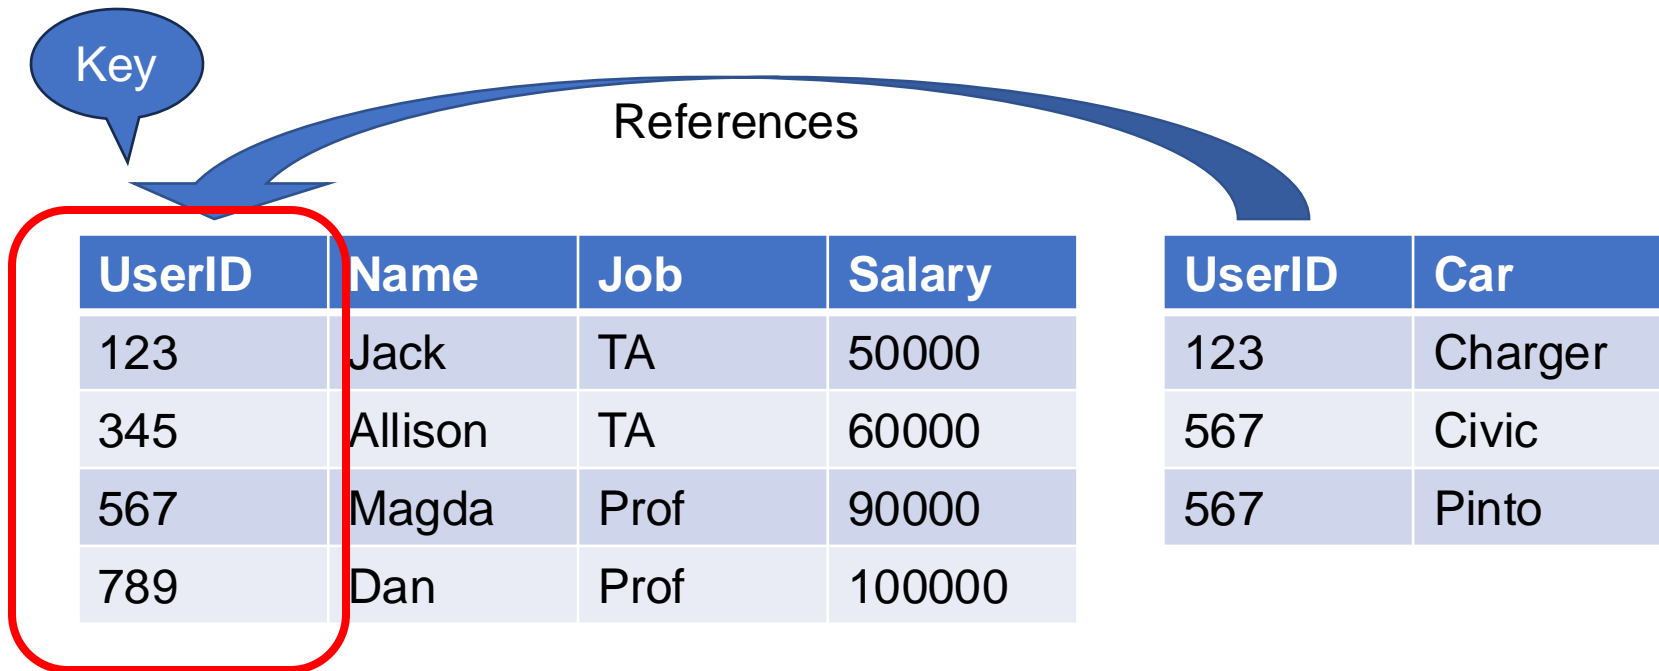 Key
References
UserID Name Job Salary
123 Jack TA 50000
345 Allison TA 60000
567 Magda Prof 90000
789 Dan Prof 100000
UserID Car
123 Charger
567 Civic
567 Pinto